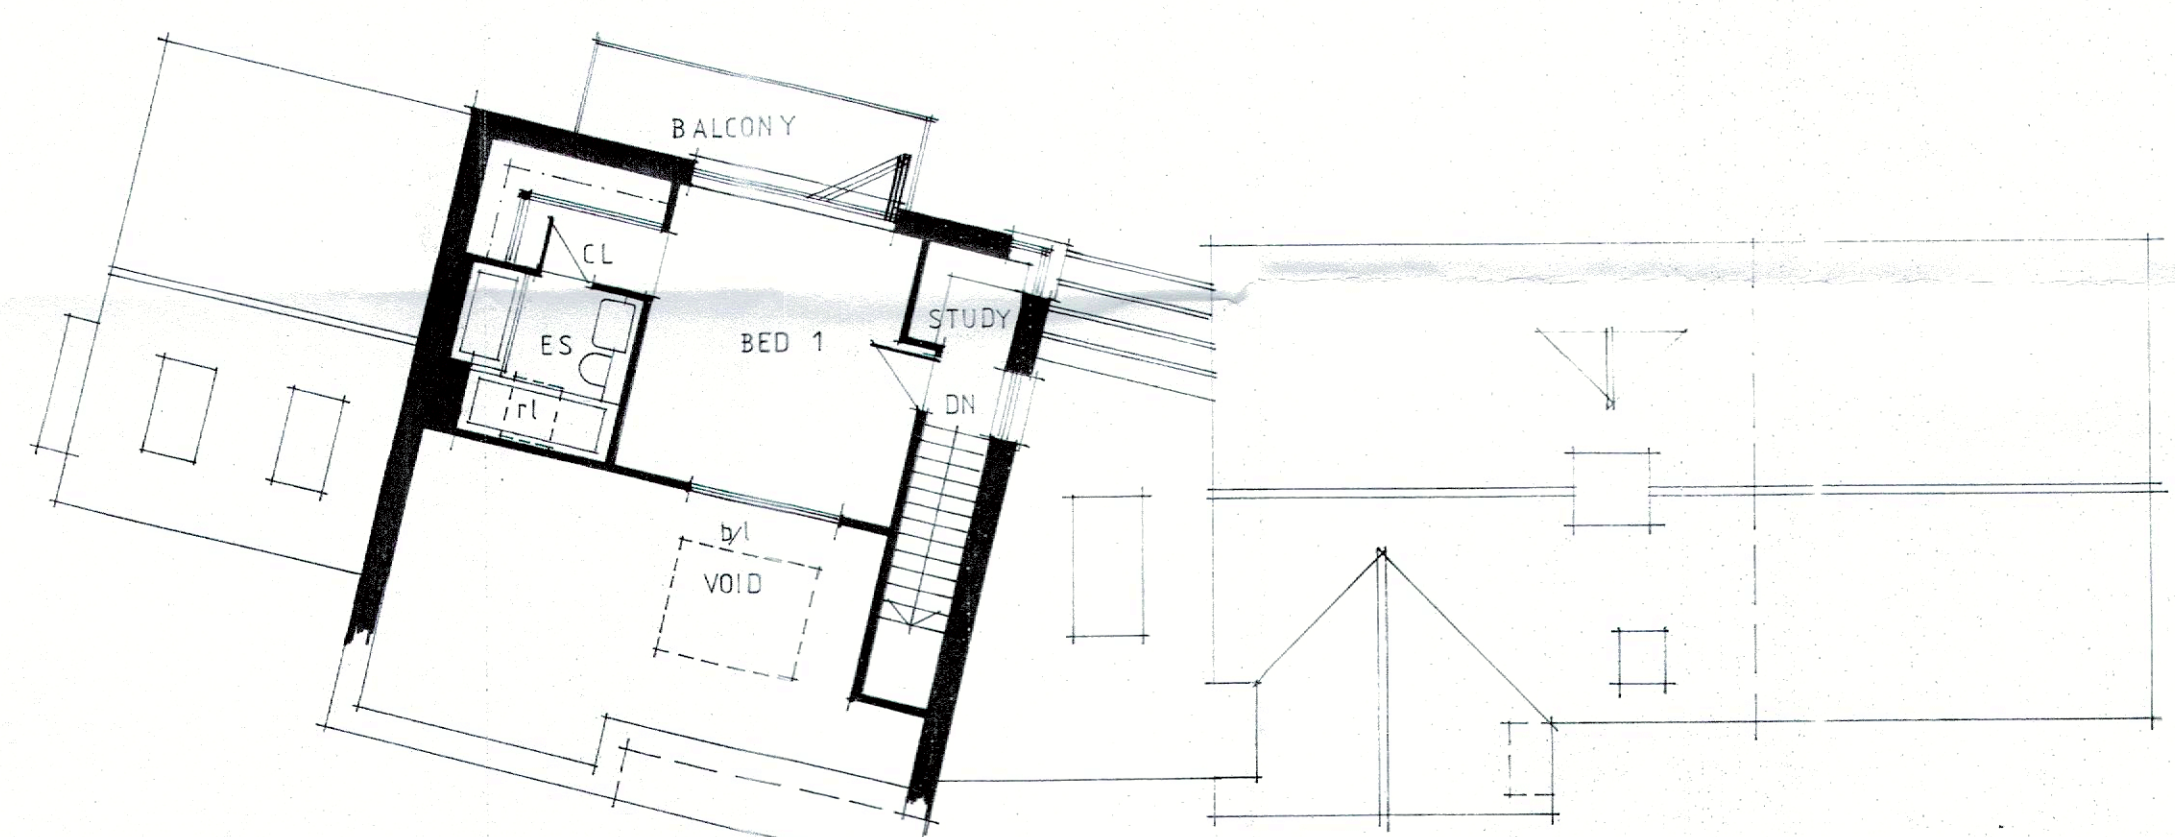 BALCONY
CL
STUDY
ES
BED 1
rl
DN
b/l
VOID